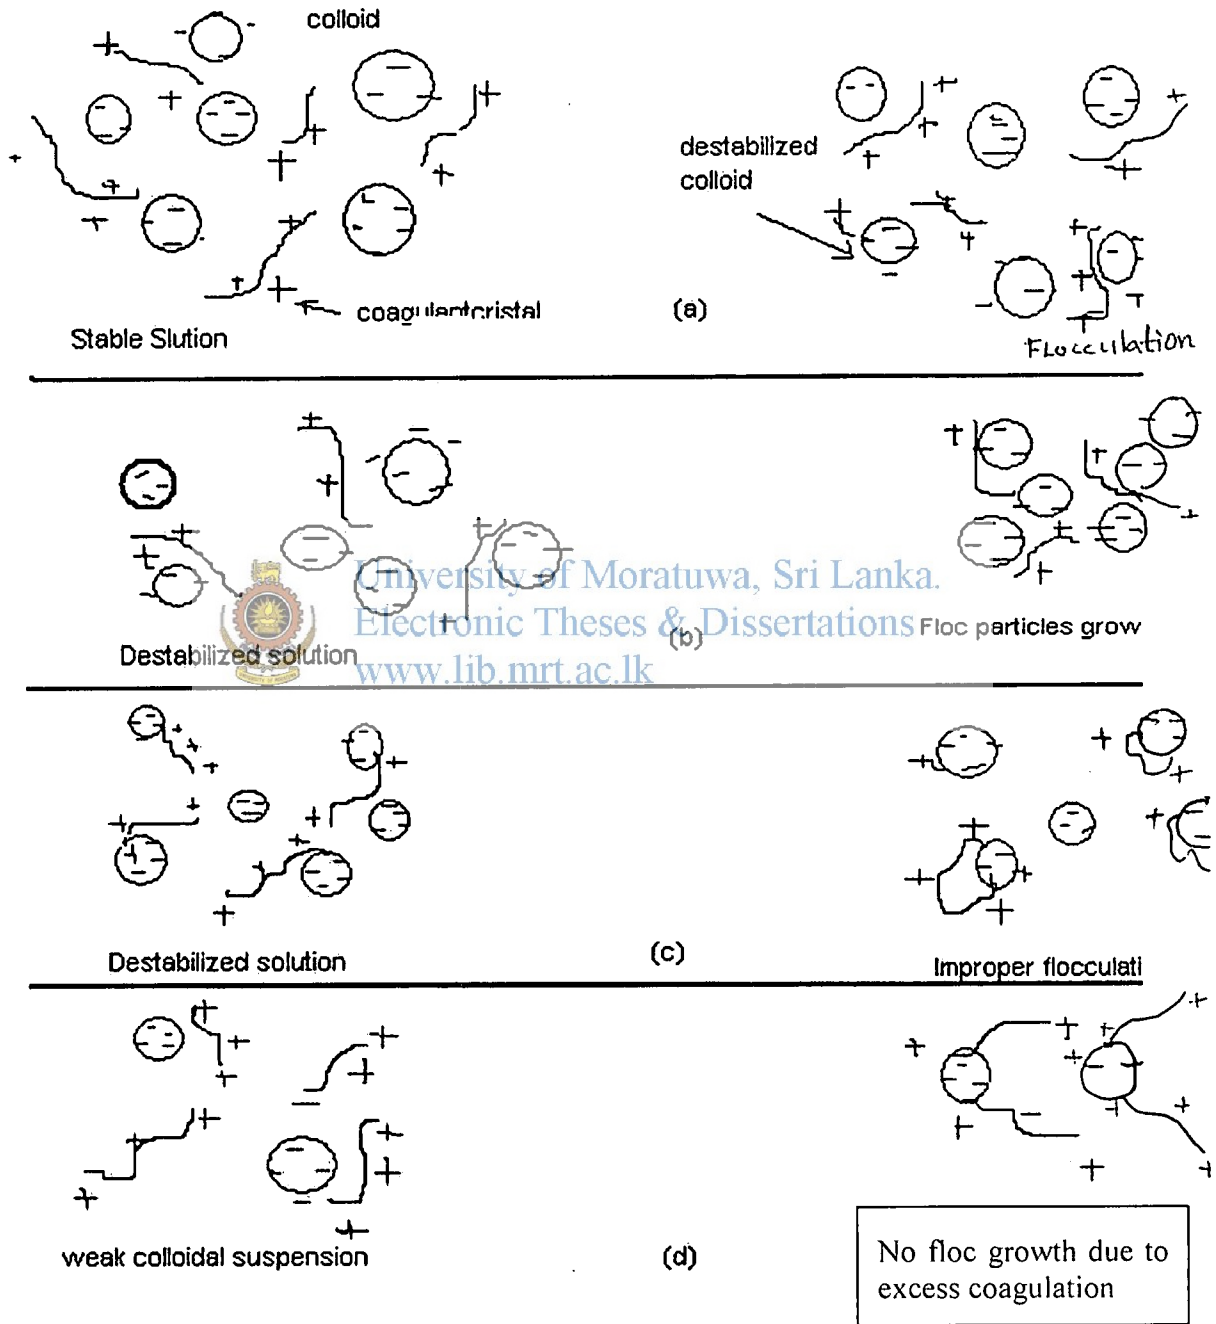 colloid
destabilized
colloid
coagulantcristal
(a)
Stable Slution
Flocculation
University of Moratuwa, Sri Lanka.
Electronic Theses & Dissertations
www.lib.mrt.ac.lk
(b)
Floc particles grow
Destabilized solution
Destabilized solution
(c)
Improper flocculati
weak colloidal suspension
(d)
No floc growth due to
excess coagulation